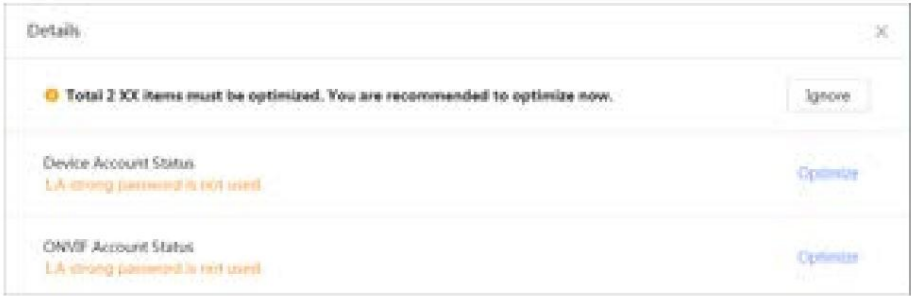 Details
Total 2 XX items must be optimized. You are recommended to optimize now.
Ignore
Device Account Status
1.A strong password is not used
Optimize
ONVIF Account Status
1.A strong password is not used
Optimize